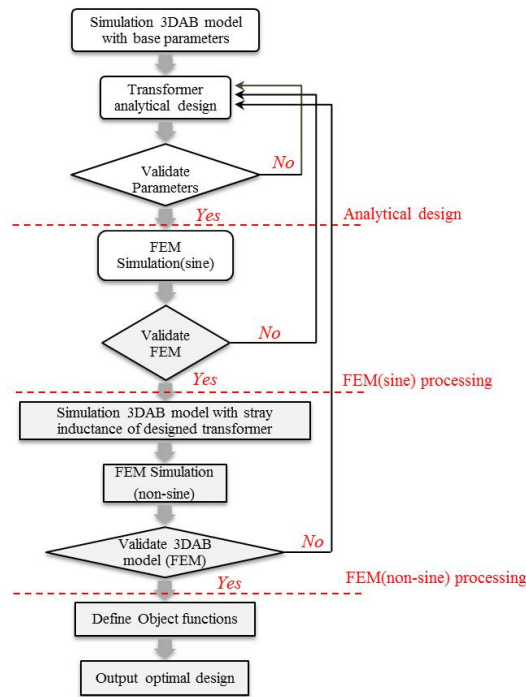 Simulation 3DAB model
with base parameters
Transformer
analytical design
Validate
Parameters
No
Yes
Analytical design
FEM
Simulation(sine)
Validate
FEM
No
Yes
FEM(sine) processing
Simulation 3DAB model with stray
inductance of designed transformer
FEM Simulation
(non-sine)
Validate 3DAB
model (FEM)
No
Yes
FEM(non-sine) processing
Define Object functions
Output optimal design